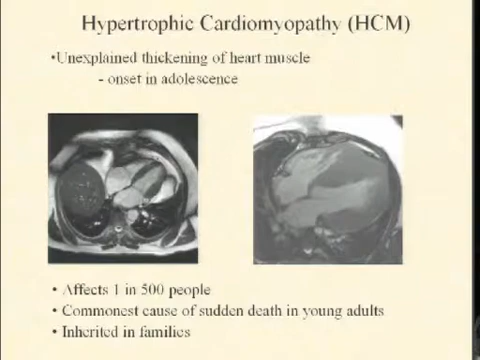 Hypertrophic Cardiomyopathy (HCM)
•Unexplained thickening of heart muscle
- onset in adolescence
• Affects 1 in 500 people
• Commonest cause of sudden death in young adults
• Inherited in families